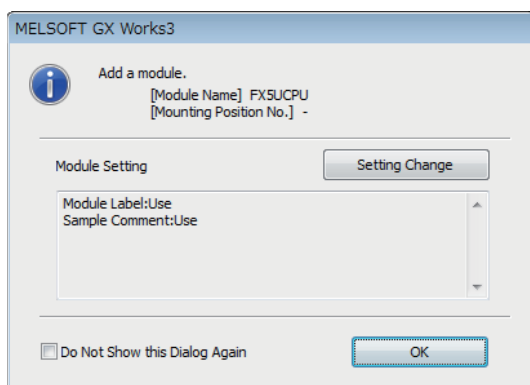 MELSOFT GX Works3
Add a module.
[Module Name] FX5UCPU
[Mounting Position No.] -
Module Setting
Setting Change
Module Label:Use
Sample Comment:Use
Do Not Show this Dialog Again
OK